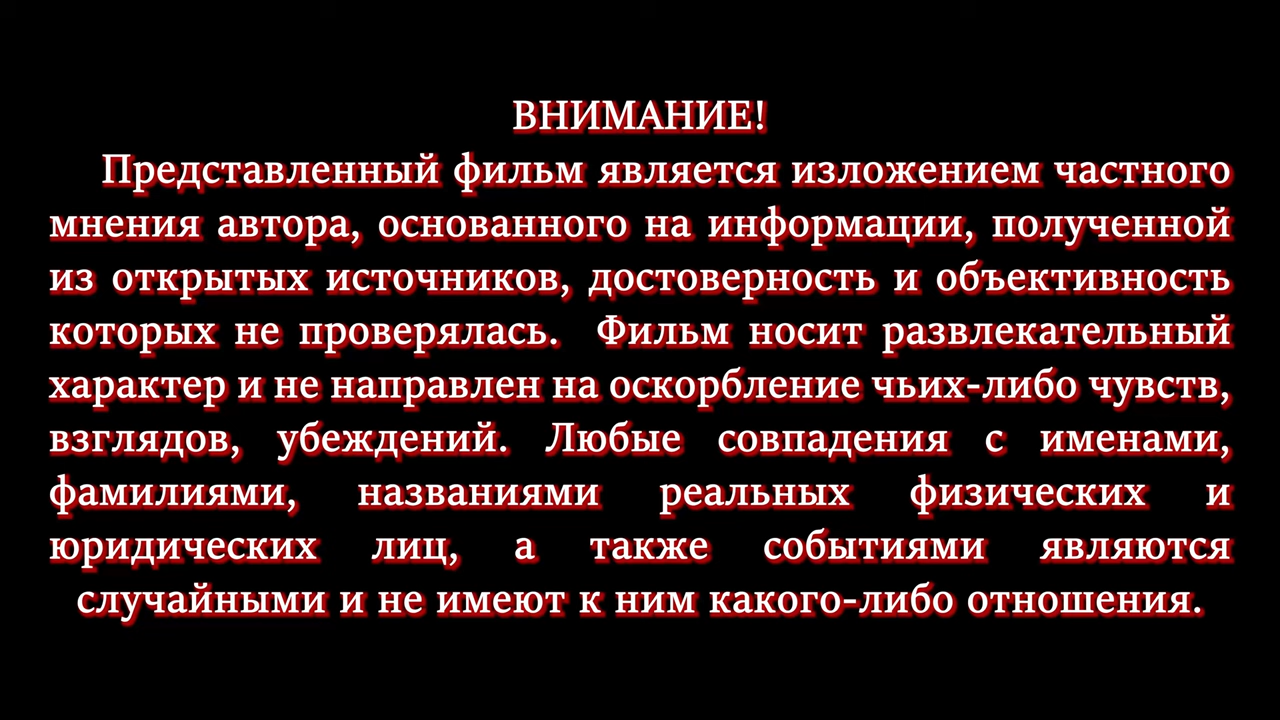 ВНИМАНИЕ!
Представленный фильм является изложением частного
мнения автора, основанного на информации, полученной
из открытых источников, достоверность и объективность
которых не проверялась. Фильм носит развлекательный
характер и не направлен на оскорбление чьих-либо чувств,
взглядов, убеждений. Любые совпадения с именами,
фамилиями, названиями реальных физических и
юридических лиц, а также событиями являются
случайными и не имеют к ним какого-либо отношения.